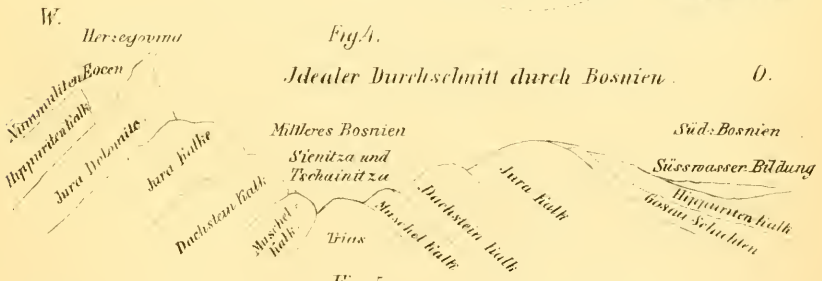 W.
Herzegovina
Fig. 4.
Idealer Durchschnitt durch Bosnien.
O.
Nummuliten Eocen
Hippuriten Kalk
Jura Dolomite
Jura Kalke
Dachstein Kalk
Muschel Kalk
Mittleres Bosnien
Sienitza und
Tschainitza
Trias
Muschel Kalk
Dachstein Kalk
Jura Kalk
Süd-Bosnien
Süsswasser-Bildung
Hippuriten Kalk
Gosau Schichten